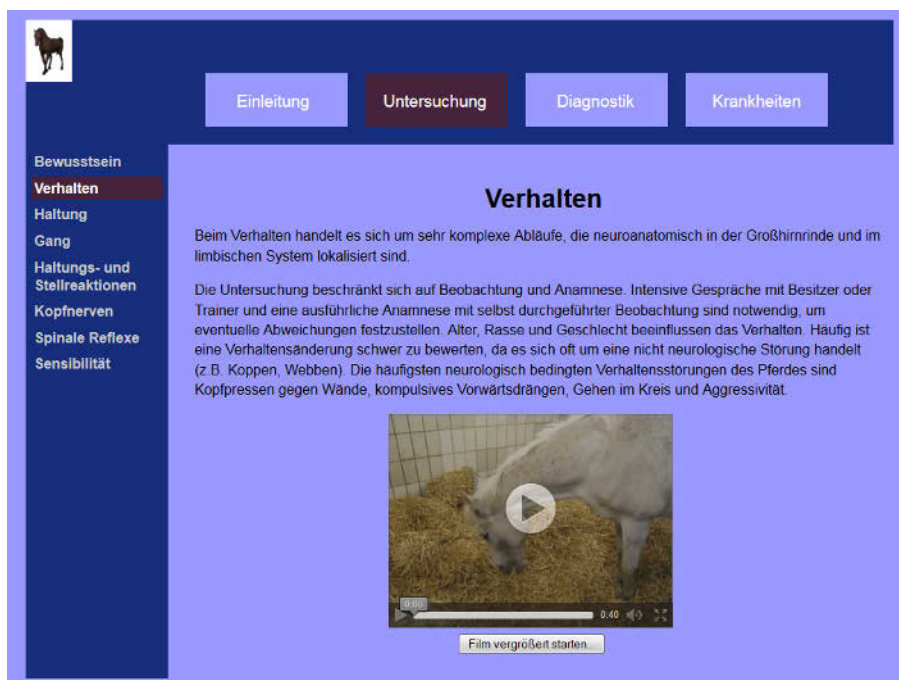 Einleitung
Untersuchung
Diagnostik
Krankheiten
Bewusstsein
Verhalten
Haltung
Gang
Haltungs- und
Stellreaktionen
Kopfnerven
Spinale Reflexe
Sensibilität
Verhalten
Beim Verhalten handelt es sich um sehr komplexe Abläufe, die neuroanatomisch in der Großhirnrinde und im
limbischen System lokalisiert sind.
Die Untersuchung beschränkt sich auf Beobachtung und Anamnese. Intensive Gespräche mit Besitzer oder
Trainer und eine ausführliche Anamnese mit selbst durchgeführter Beobachtung sind notwendig, um
eventuelle Abweichungen festzustellen. Alter, Rasse und Geschlecht beeinflussen das Verhalten. Häufig ist
eine Verhaltensänderung schwer zu bewerten, da es sich oft um eine nicht neurologische Störung handelt
(z.B. Koppen, Webben). Die häufigsten neurologisch bedingten Verhaltensstörungen des Pferdes sind
Kopfpressen gegen Wände, kompulsives Vorwärtsdrängen, Gehen im Kreis und Aggressivität.
0:00
0:40
Film vergrößert starten...